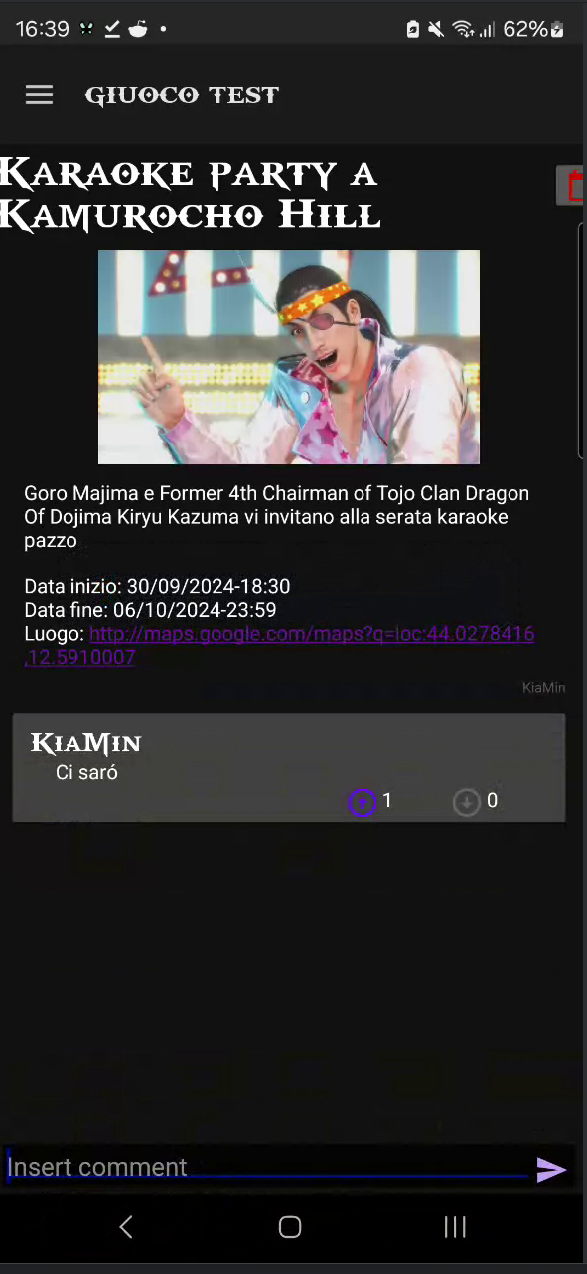 16:39
62%
GIUOCO TEST
KARAOKE PARTY A
KAMUROCHO HILL
Goro Majima e Former 4th Chairman of Tojo Clan Dragon
Of Dojima Kiryu Kazuma vi invitano alla serata karaoke
pazzo
Data inizio: 30/09/2024-18:30
Data fine: 06/10/2024-23:59
Luogo: http://maps.google.com/maps?q=loc:44.0278416
,12.5910007
KiaMin
KIAMIN
Ci saró
1
0
Insert comment